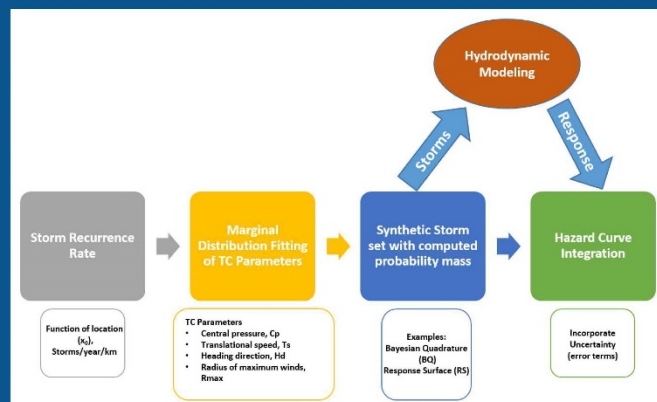 Hydrodynamic
Modeling
Storms
Response
Storm Recurrence
Rate
Marginal
Distribution Fitting
of TC Parameters
Synthetic Storm
set with computed
probability mass
Hazard Curve
Integration
Function of location
(x₀),
Storms/year/km
TC Parameters
• Central pressure, Cp
• Translational speed, Ts
• Heading direction, Hd
• Radius of maximum winds,
Rmax
Examples:
Bayesian Quadrature
(BQ)
Response Surface (RS)
Incorporate
Uncertainty
(error terms)